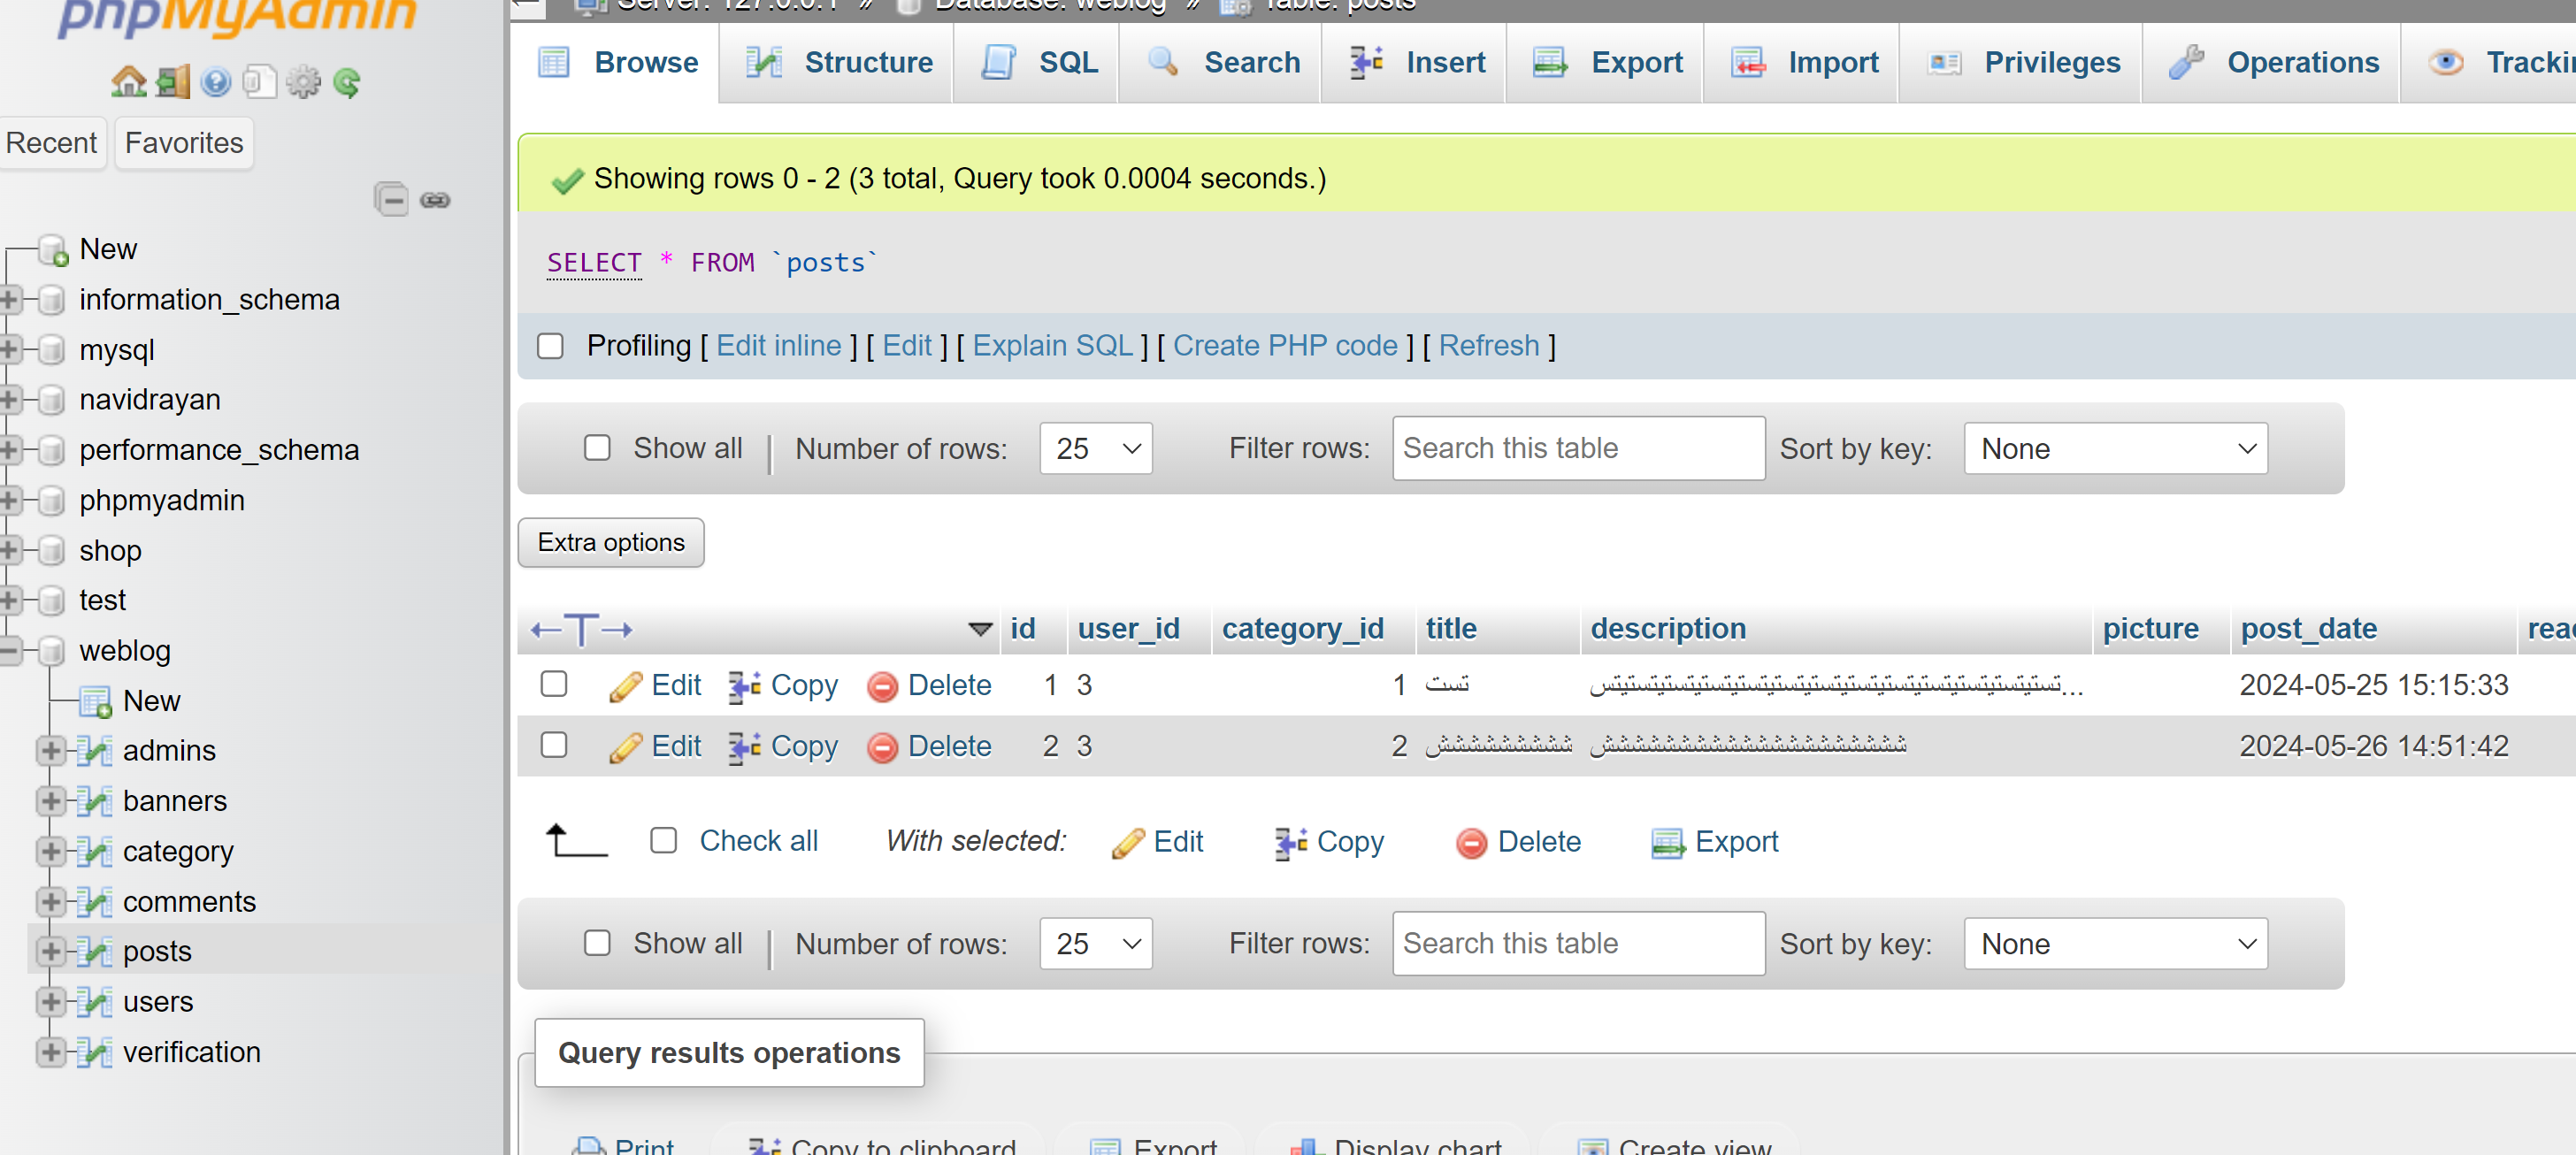 phpMyAdmin
Recent Favorites
New
information_schema
mysql
navidrayan
performance_schema
phpmyadmin
shop
test
weblog
New
admins
banners
category
comments
posts
users
verification
Server: 127.0.0.1 » Database: weblog » Table: posts
Browse Structure SQL Search Insert Export Import Privileges Operations
Showing rows 0 - 2 (3 total, Query took 0.0004 seconds.)
SELECT * FROM `posts`
Profiling [ Edit inline ] [ Edit ] [ Explain SQL ] [ Create PHP code ] [ Refresh ]
Show all | Number of rows: 25 Filter rows: Search this table Sort by key: None
Extra options
id user_id category_id title description picture post_date
Edit Copy Delete 1 3 1 تست 2024-05-25 15:15:33
Edit Copy Delete 2 3 2 2024-05-26 14:51:42
Check all With selected: Edit Copy Delete Export
Show all | Number of rows: 25 Filter rows: Search this table Sort by key: None
Query results operations
Print Copy to clipboard Export Display chart Create view